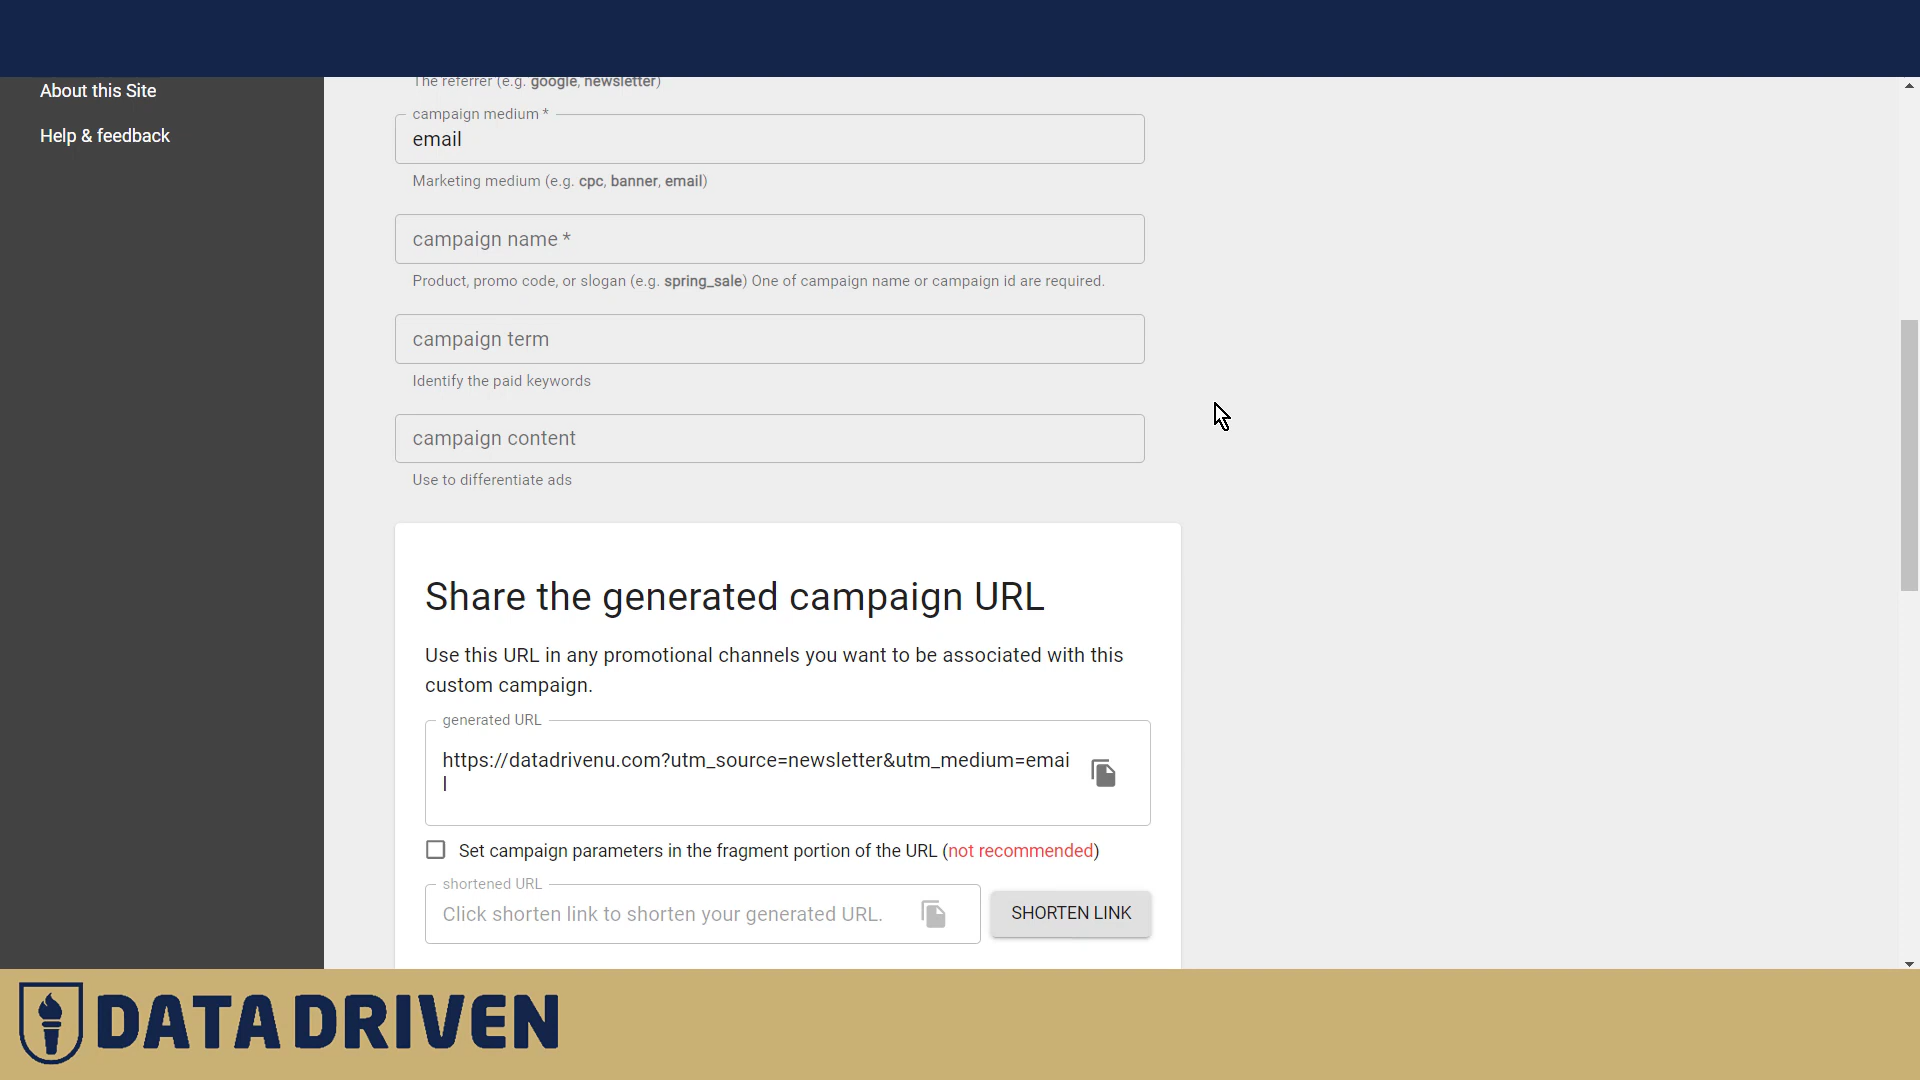 About this Site
Help & feedback
The referrer (e.g. google, newsletter)
campaign medium *
email
Marketing medium (e.g. cpc, banner, email)
campaign name *
Product, promo code, or slogan (e.g. spring_sale) One of campaign name or campaign id are required.
campaign term
Identify the paid keywords
campaign content
Use to differentiate ads
Share the generated campaign URL
Use this URL in any promotional channels you want to be associated with this
custom campaign.
generated URL
https://datadrivenu.com?utm_source=newsletter&utm_medium=emai
l
Set campaign parameters in the fragment portion of the URL (not recommended)
shortened URL
Click shorten link to shorten your generated URL.
SHORTEN LINK
DATA DRIVEN